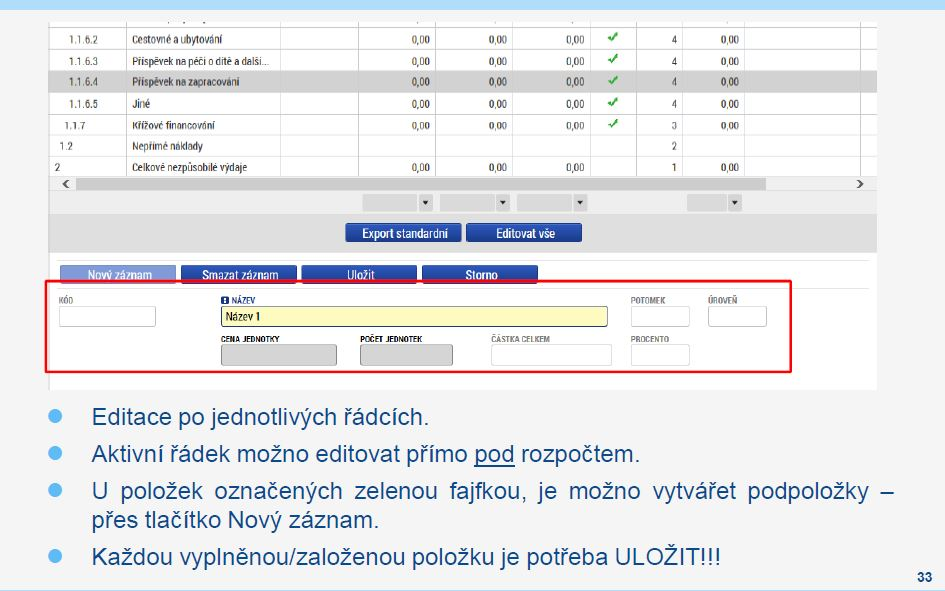 1.1.6.2 Cestovné a ubytování 0,00 0,00 0,00 4 0,00
1.1.6.3 Příspěvek na péči o dítě a další... 0,00 0,00 0,00 4 0,00
1.1.6.4 Příspěvek na zapracování 0,00 0,00 0,00 4 0,00
1.1.6.5 Jiné 0,00 0,00 0,00 4 0,00
1.1.7 Křížové financování 0,00 0,00 0,00 3 0,00
1.2 Nepřímé náklady 2
2 Celkové nezpůsobilé výdaje 0,00 0,00 0,00 1 0,00
Export standardní Editovat vše
Nový záznam Smazat záznam Uložit Storno
KÓD NÁZEV POTOMEK ÚROVEŇ
Název 1
CENA JEDNOTKY POČET JEDNOTEK ČÁSTKA CELKEM PROCENTO
Editace po jednotlivých řádcích.
Aktivní řádek možno editovat přímo pod rozpočtem.
U položek označených zelenou fajfkou, je možno vytvářet podpoložky –
přes tlačítko Nový záznam.
Každou vyplněnou/založenou položku je potřeba ULOŽIT!!!
33